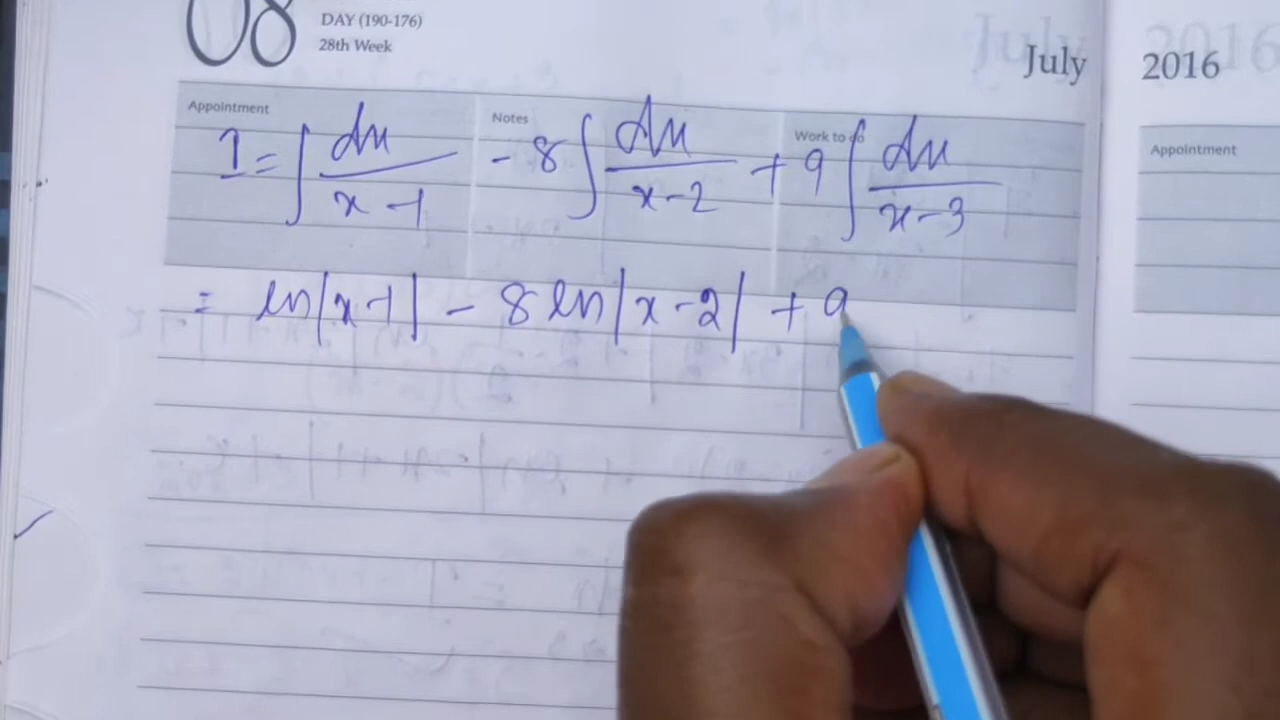 08
DAY (190-176)
28th Week
July 2016
Appointment Notes Work to do Appointment
I = ∫ dx/(x-1) - 8 ∫ dx/(x-2) + 9 ∫ dx/(x-3)
= ln|x-1| - 8 ln|x-2| + 9